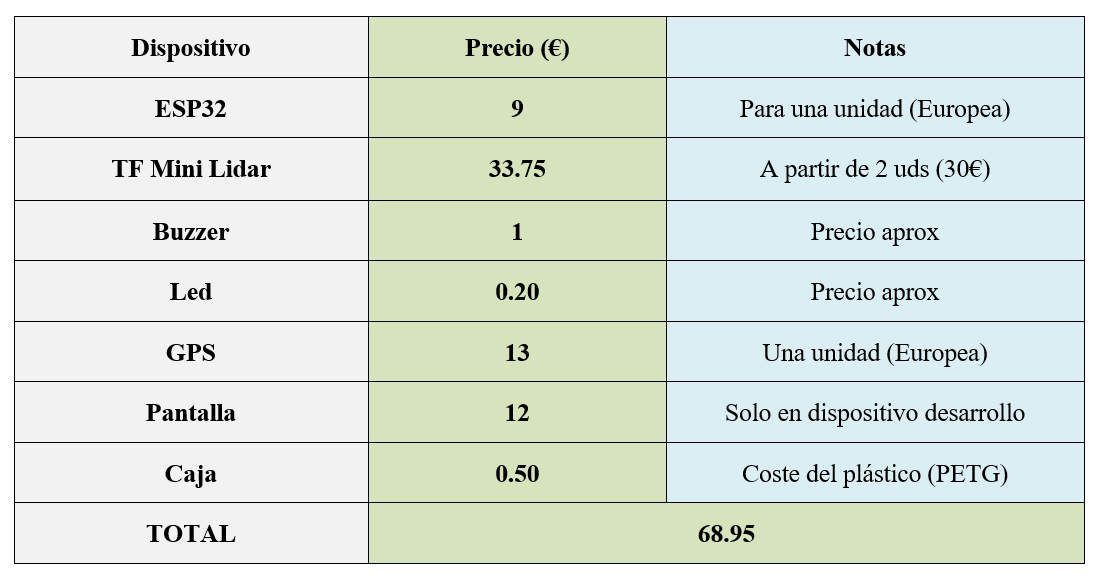 Dispositivo Precio (€) Notas
ESP32 9 Para una unidad (Europea)
TF Mini Lidar 33.75 A partir de 2 uds (30€)
Buzzer 1 Precio aprox
Led 0.20 Precio aprox
GPS 13 Una unidad (Europea)
Pantalla 12 Solo en dispositivo desarrollo
Caja 0.50 Coste del plástico (PETG)
TOTAL 68.95